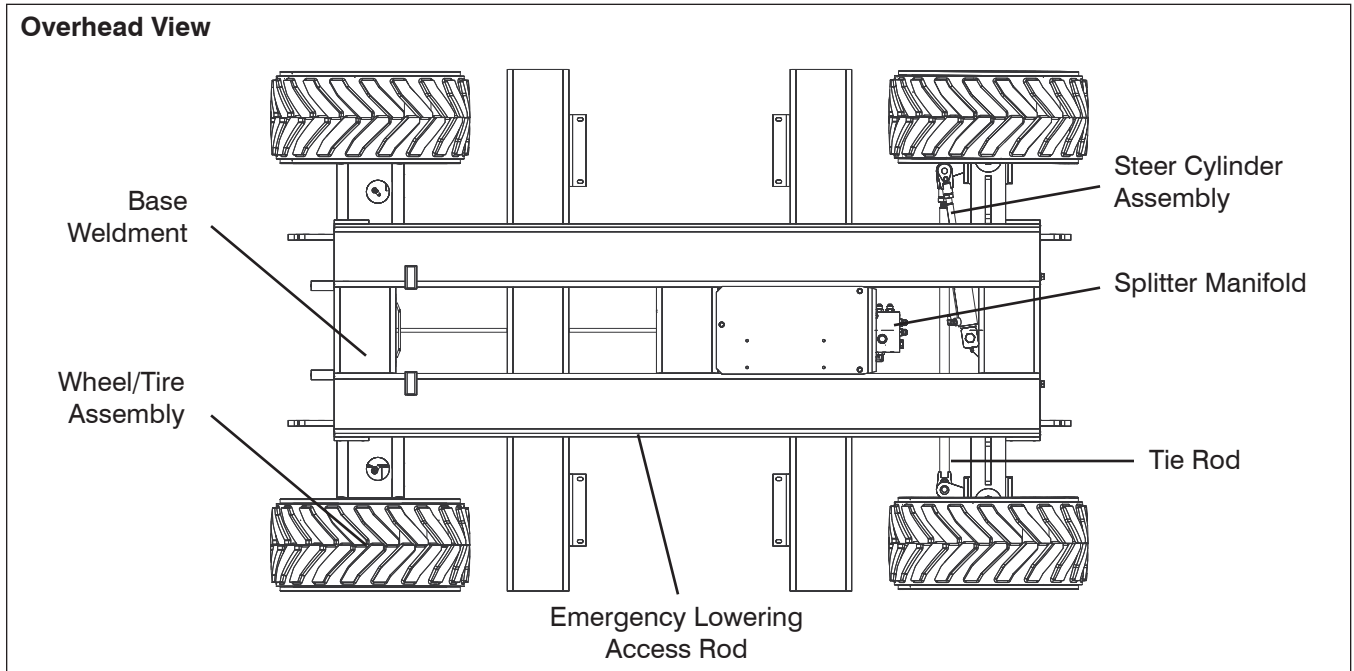 Overhead View
Steer Cylinder
Assembly
Base
Weldment
Splitter Manifold
Wheel/Tire
Assembly
Tie Rod
Emergency Lowering
Access Rod